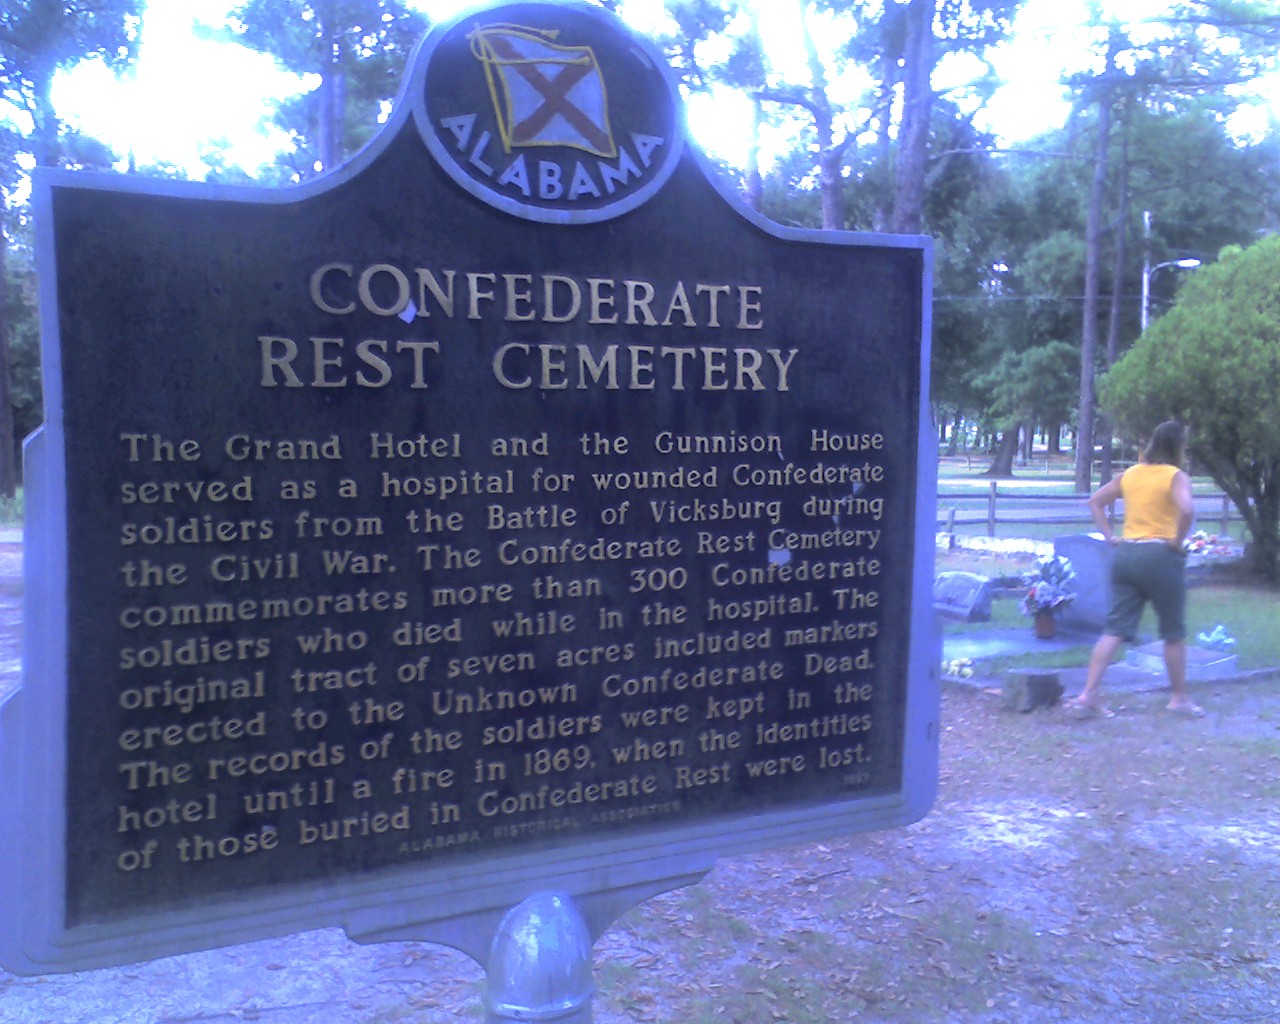 ALABAMA
CONFEDERATE
REST CEMETERY
The Grand Hotel and the Gunnison House
served as a hospital for wounded Confederate
soldiers from the Battle of Vicksburg during
the Civil War. The Confederate Rest Cemetery
commemorates more than 300 Confederate
soldiers who died while in the hospital. The
original tract of seven acres included markers
erected to the Unknown Confederate Dead.
The records of the soldiers were kept in the
hotel until a fire in 1869, when the identities
of those buried in Confederate Rest were lost.
ALABAMA HISTORICAL ASSOCIATION